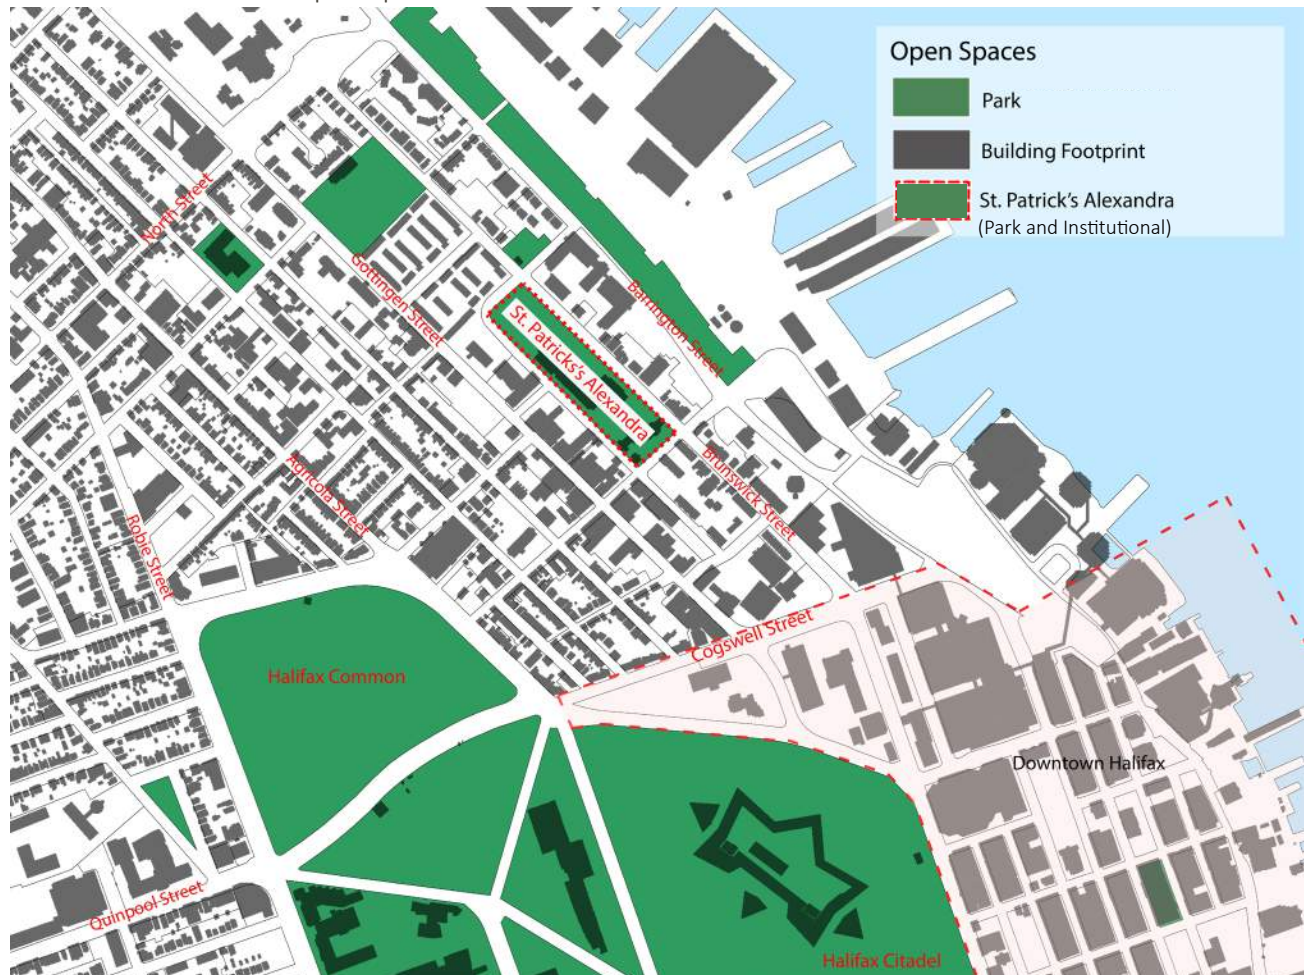 Open Spaces
Park
Building Footprint
St. Patrick's Alexandra
(Park and Institutional)
North Street
Gottingen Street
Barrington Street
St. Patricks's Alexandra
Brunswick Street
Agricola Street
Robie Street
Cogswell Street
Halifax Common
Downtown Halifax
Quinpool Street
Halifax Citadel